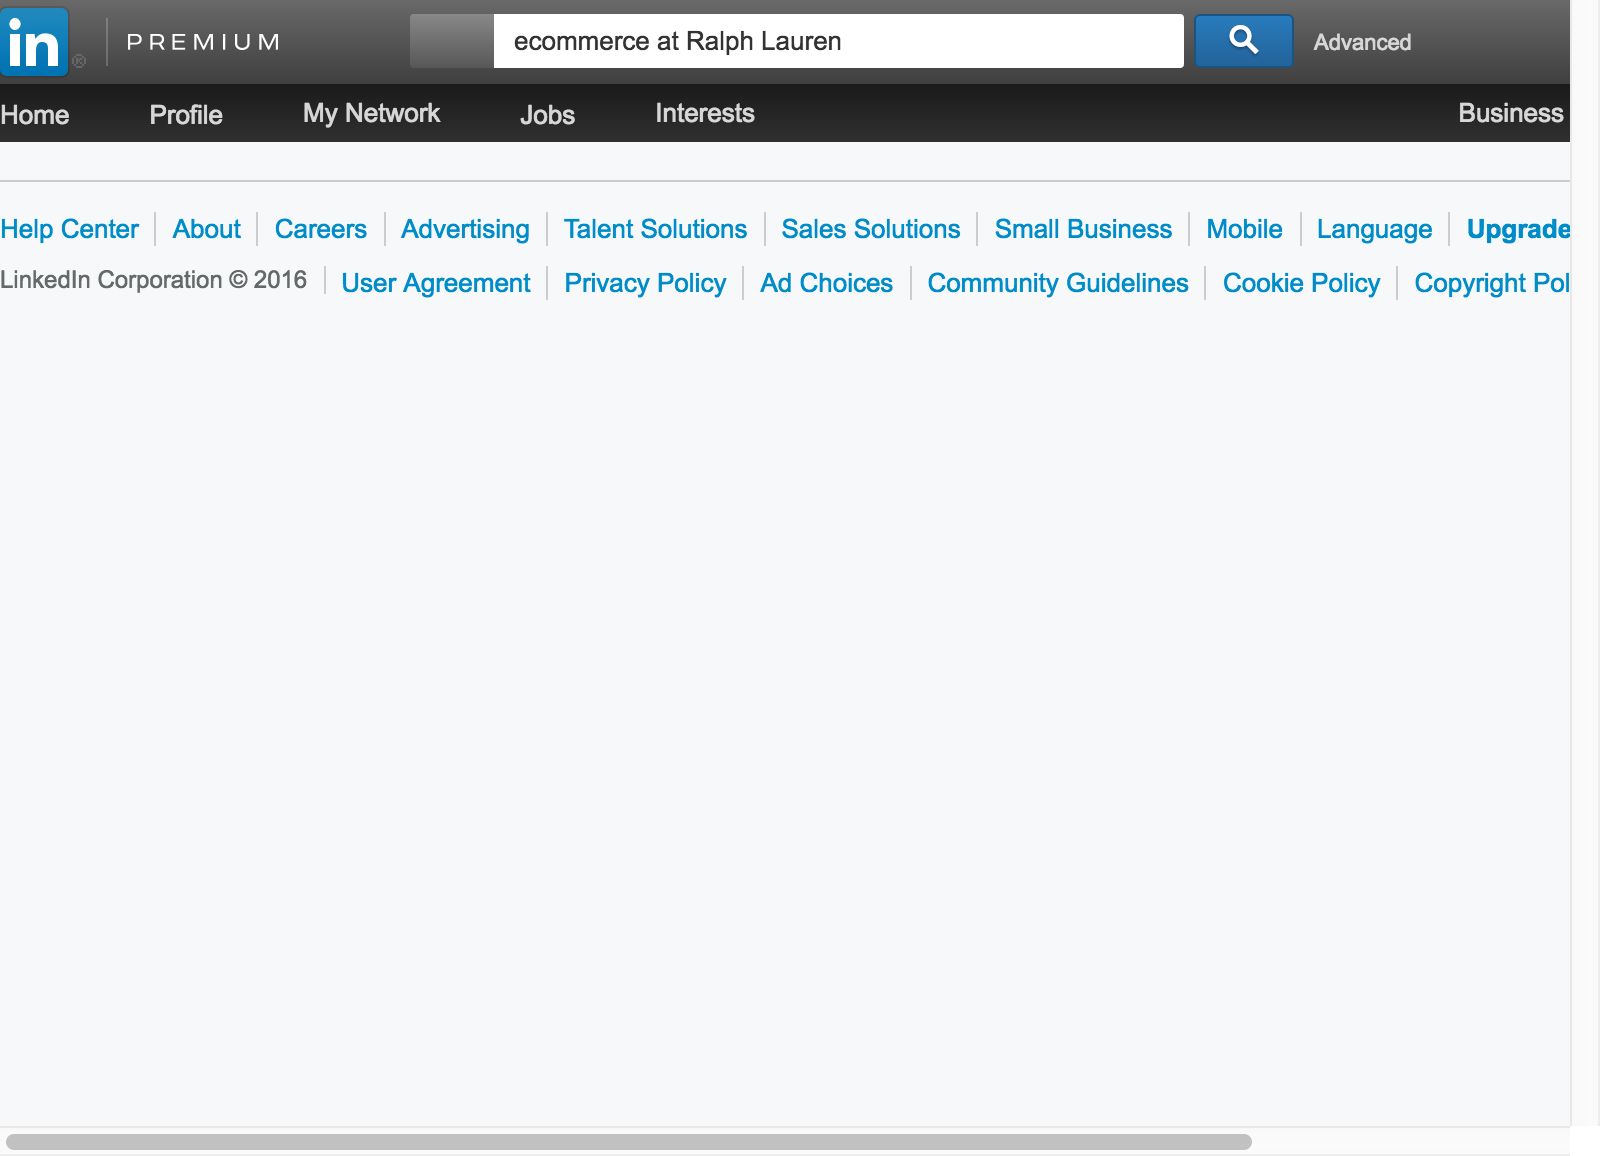 in ® PREMIUM ecommerce at Ralph Lauren Advanced
Home Profile My Network Jobs Interests Business
Help Center About Careers Advertising Talent Solutions Sales Solutions Small Business Mobile Language Upgrade
LinkedIn Corporation © 2016 User Agreement Privacy Policy Ad Choices Community Guidelines Cookie Policy Copyright Pol